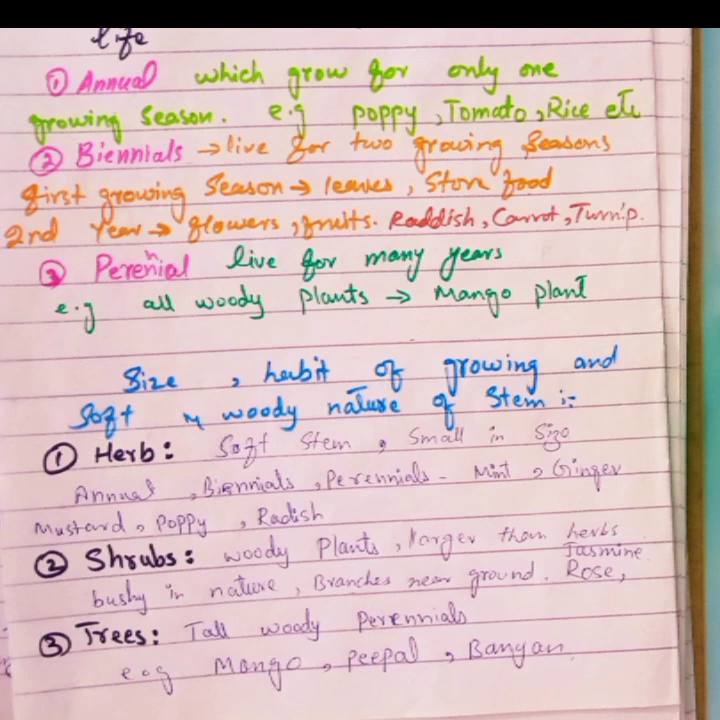 life
① Annual which grow for only one
growing Season. e.g poppy, Tomato, Rice etc
② Biennials → live for two growing Seasons
first growing Season → leaves, Store food
2nd Year → flowers, fruits. Raddish, Carrot, Turnip.
③ Perennial live for many years
e.g all woody plants → Mango plant
Size, habit of growing and
Soft woody nature of Stem :-
① Herb: Soft Stem, Small in Size
Annual, Biennials, Perennials - Mint, Ginger
Mustard, Poppy, Radish
② Shrubs: woody Plants, larger than herbs
bushy in nature, Branches near ground. Rose, Jasmine
③ Trees: Tall woody Perennials
e.g Mango, Peepal, Banyan